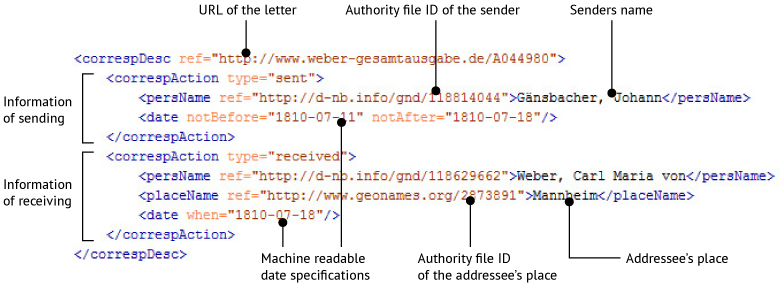 URL of the letter
Authority file ID of the sender
Senders name
<correspDesc ref="http://www.weber-gesamtausgabe.de/A044980">
<correspAction type="sent">
Information
of sending
<persName ref="http://d-nb.info/gnd/118814044">Gänsbacher, Johann</persName>
<date notBefore="1810-07-11" notAfter="1810-07-18"/>
</correspAction>
<correspAction type="received">
Information
of receiving
<persName ref="http://d-nb.info/gnd/118629662">Weber, Carl Maria von</persName>
<placeName ref="http://www.geonames.org/2873891">Mannheim</placeName>
<date when="1810-07-18"/>
</correspAction>
</correspDesc>
Machine readable
date specifications
Authority file ID
of the addressee's place
Addressee's place